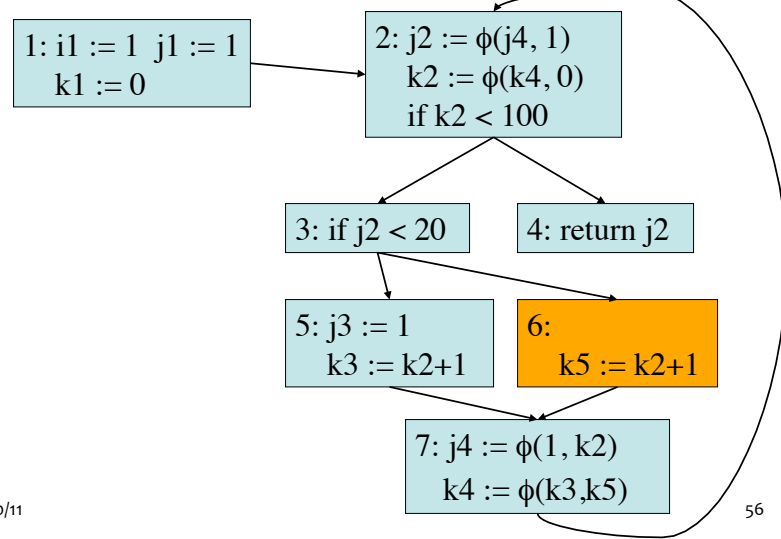 1: i1 := 1 j1 := 1
k1 := 0
2: j2 := ϕ(j4, 1)
k2 := ϕ(k4, 0)
if k2 < 100
3: if j2 < 20
4: return j2
5: j3 := 1
k3 := k2+1
6:
k5 := k2+1
7: j4 := ϕ(1, k2)
k4 := ϕ(k3,k5)
0/11
56